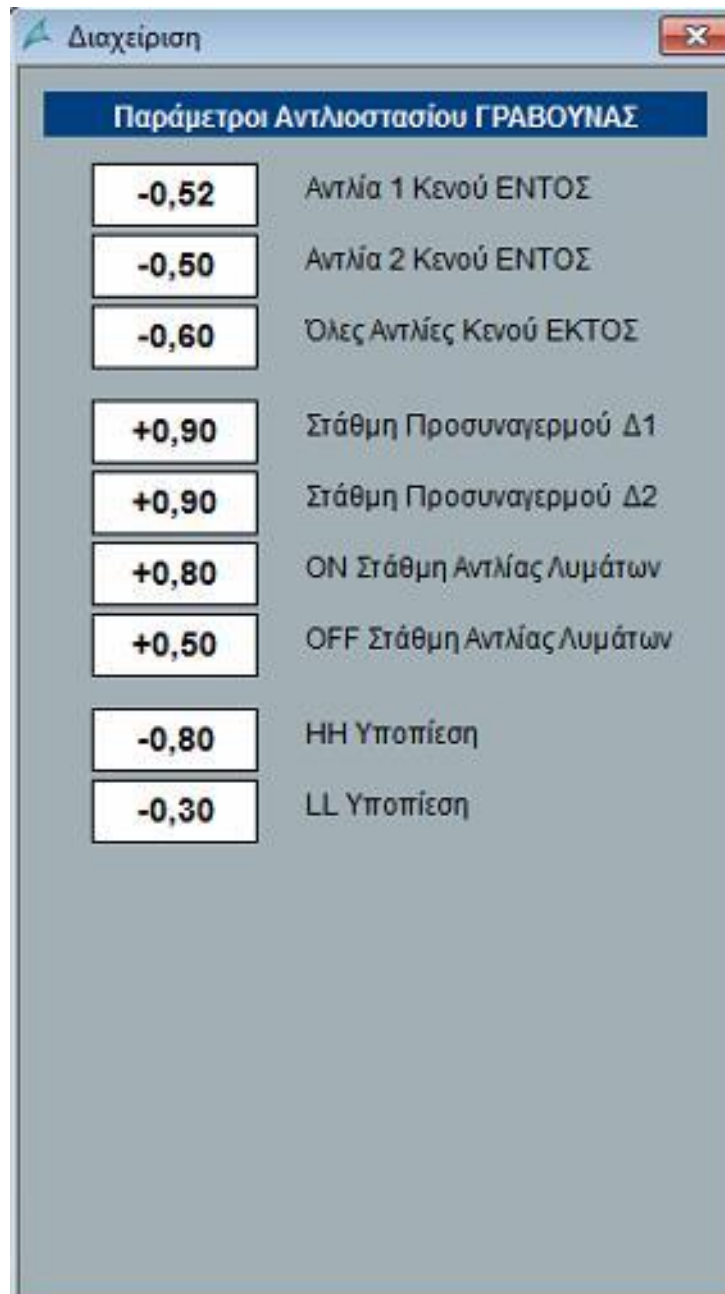 Διαχείριση
Παράμετροι Αντλιοστασίου ΓΡΑΒΟΥΝΑΣ
-0,52 Αντλία 1 Κενού ΕΝΤΟΣ
-0,50 Αντλία 2 Κενού ΕΝΤΟΣ
-0,60 Όλες Αντλίες Κενού ΕΚΤΟΣ
+0,90 Στάθμη Προσυναγερμού Δ1
+0,90 Στάθμη Προσυναγερμού Δ2
+0,80 ON Στάθμη Αντλίας Λυμάτων
+0,50 OFF Στάθμη Αντλίας Λυμάτων
-0,80 HH Υποπίεση
-0,30 LL Υποπίεση